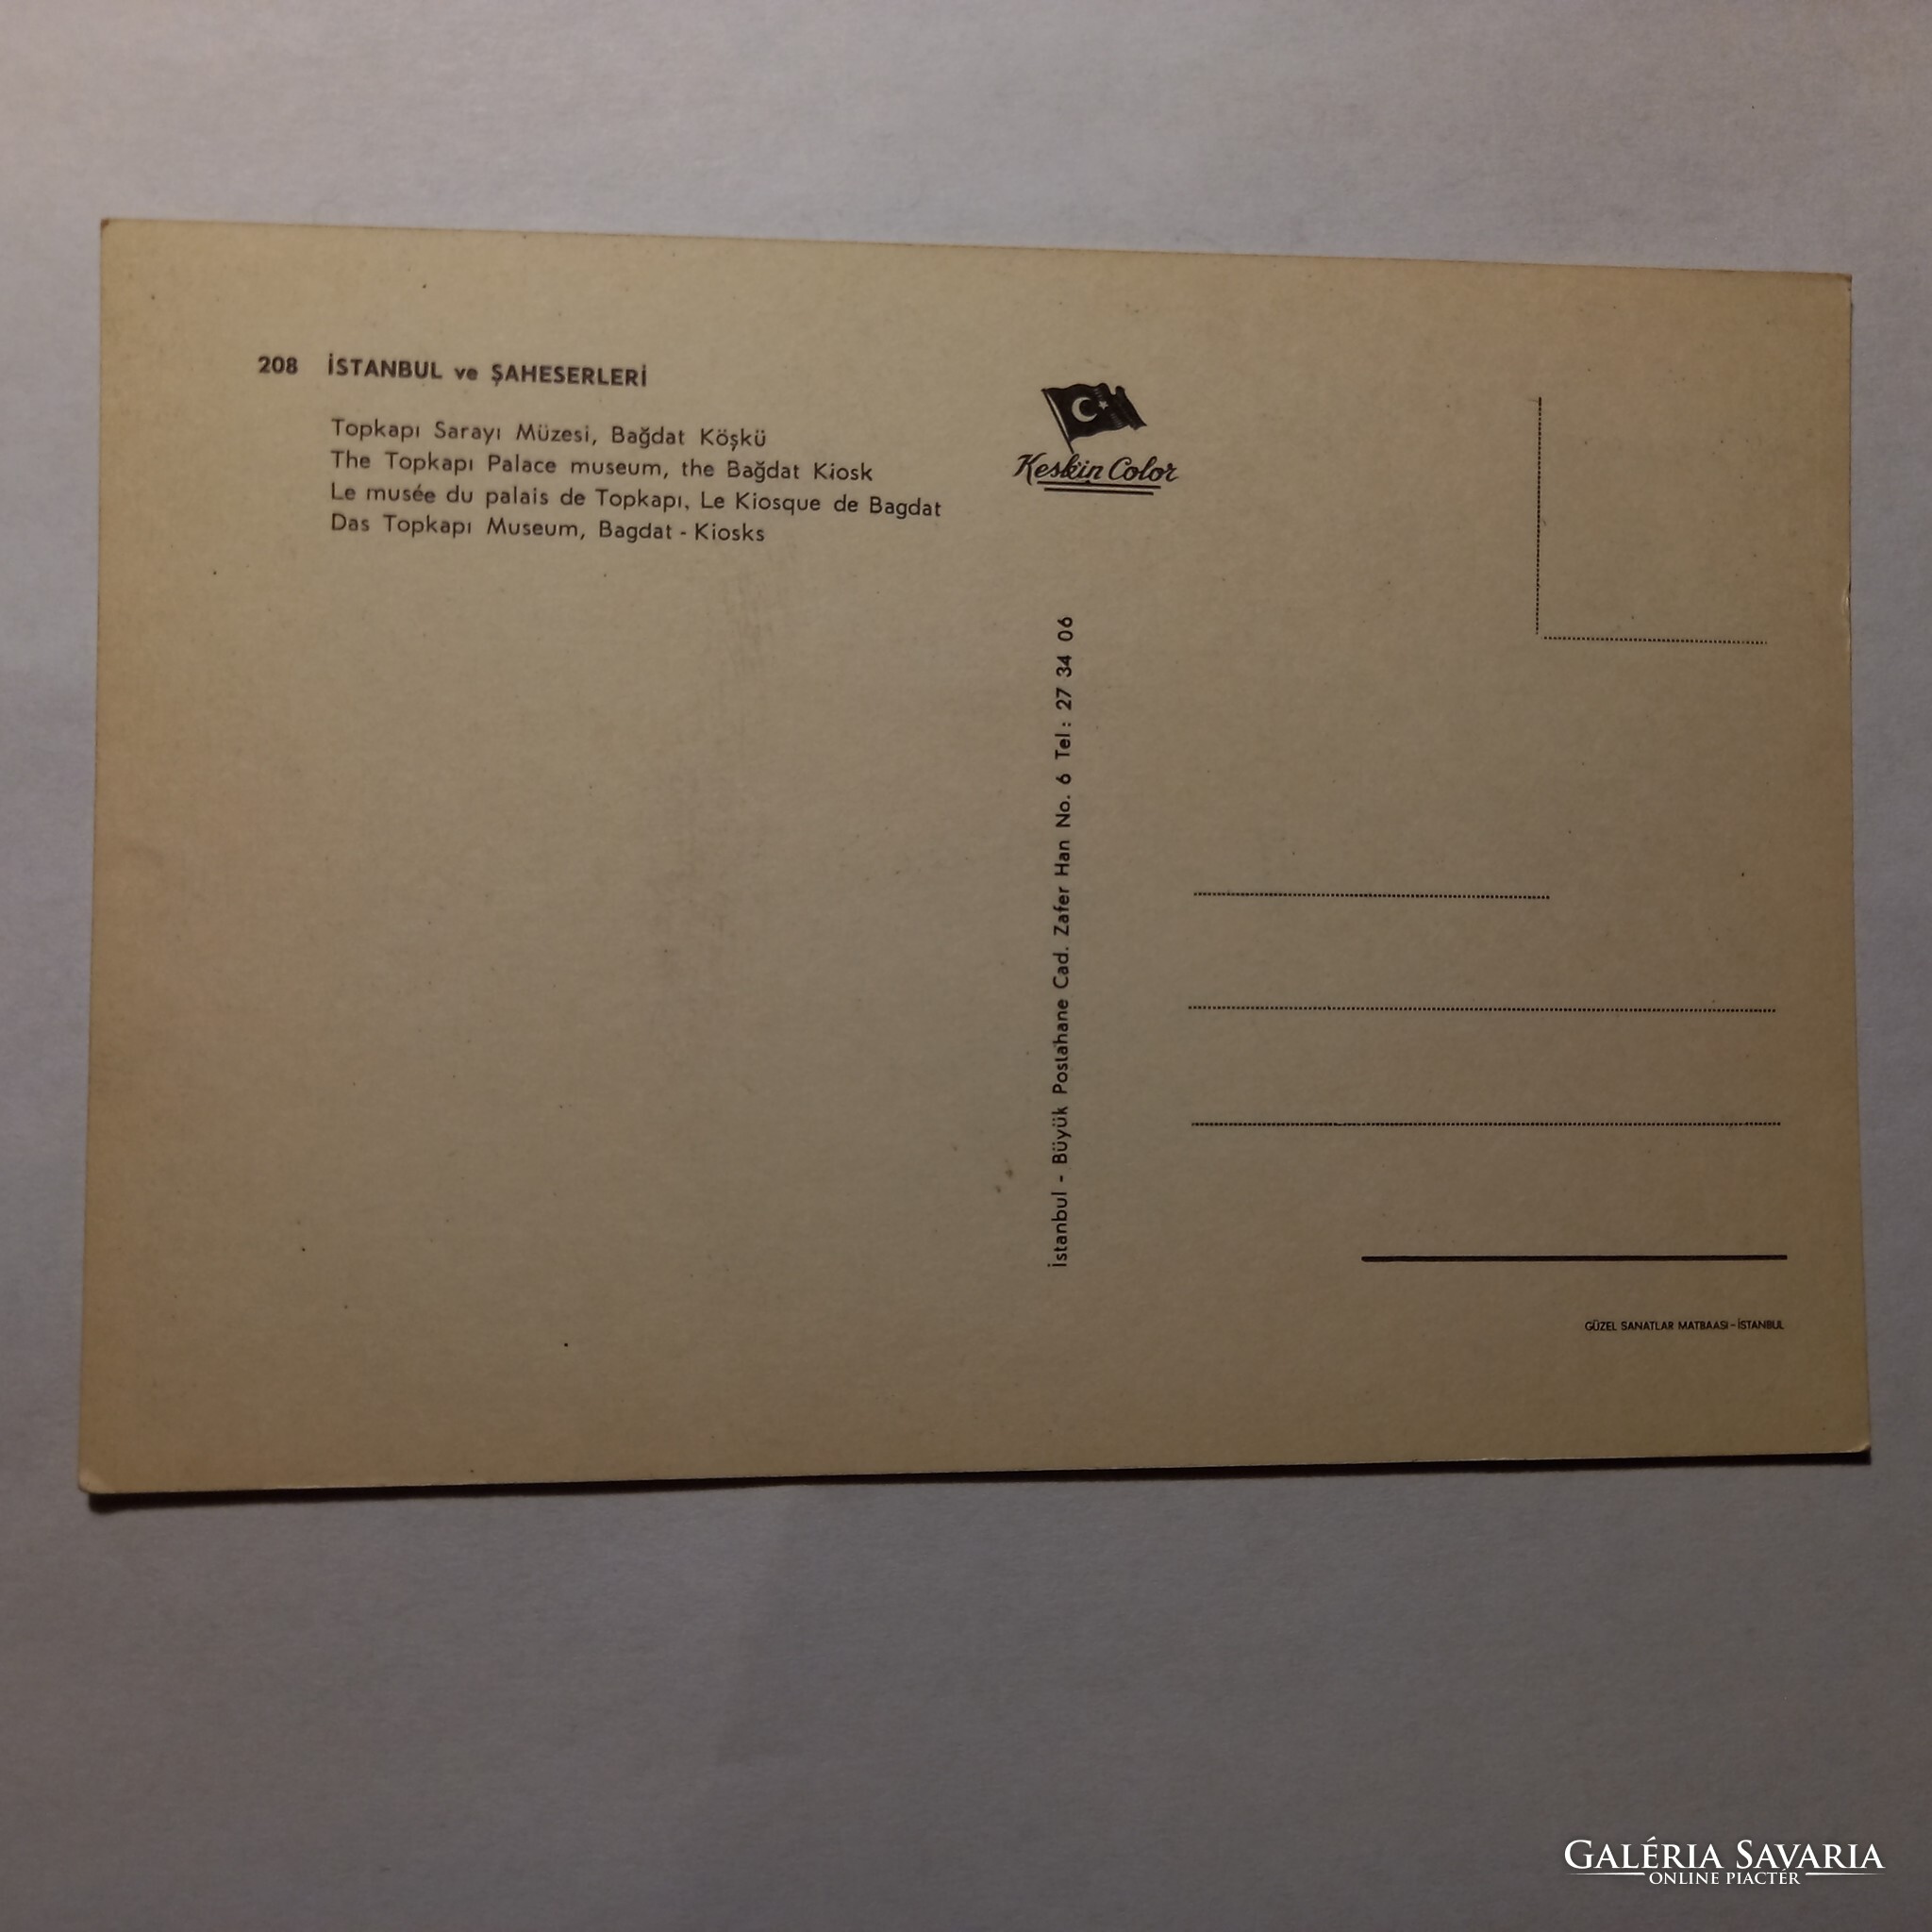 208 İSTANBUL ve ŞAHESERLERİ
Topkapı Sarayı Müzesi, Bağdat Köşkü
The Topkapı Palace museum, the Bağdat Kiosk
Le musée du palais de Topkapı, Le Kiosque de Bagdat
Das Topkapı Museum, Bagdat - Kiosks
Keskin Color
İstanbul - Büyük Postahane Cad. Zafer Han No. 6 Tel : 27 34 06
GÜZEL SANATLAR MATBAASI - İSTANBUL
GALÉRIA SAVARIA
ONLINE PIACTÉR